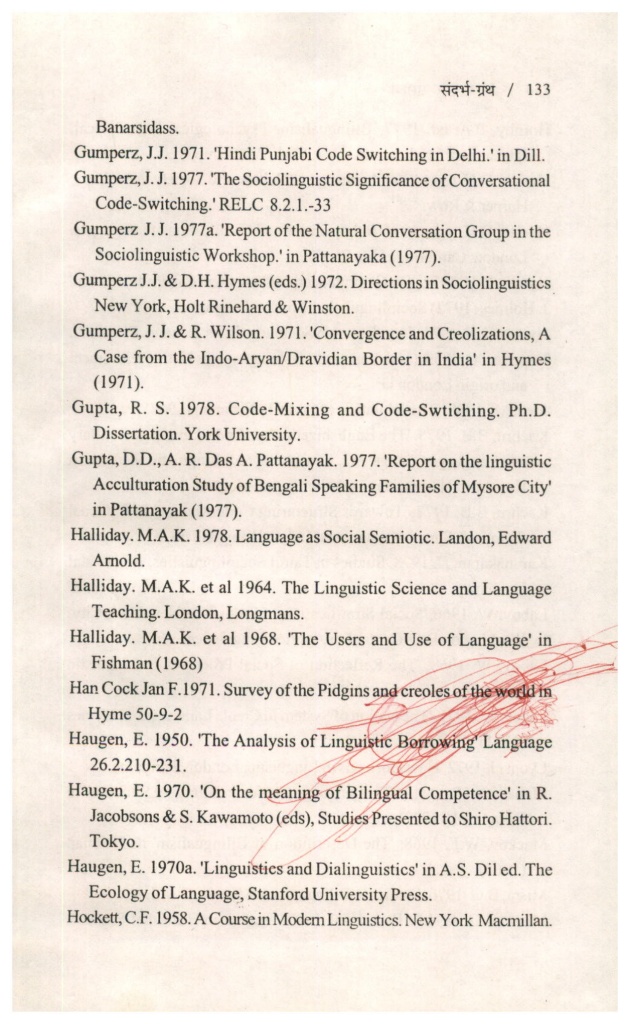 संदर्भ-ग्रंथ / 133
Banarsidass.
Gumperz, J.J. 1971. 'Hindi Punjabi Code Switching in Delhi.' in Dill.
Gumperz, J. J. 1977. 'The Sociolinguistic Significance of Conversational
Code-Switching.' RELC 8.2.1.-33
Gumperz J.J. 1977a. 'Report of the Natural Conversation Group in the
Sociolinguistic Workshop.' in Pattanayaka (1977).
Gumperz J.J. & D.H. Hymes (eds.) 1972. Directions in Sociolinguistics
New York, Holt Rinehard & Winston.
Gumperz, J. J. & R. Wilson. 1971. 'Convergence and Creolizations, A
Case from the Indo-Aryan/Dravidian Border in India' in Hymes
(1971).
Gupta, R. S. 1978. Code-Mixing and Code-Swtiching. Ph.D.
Dissertation. York University.
Gupta, D.D., A. R. Das A. Pattanayak. 1977. 'Report on the linguistic
Acculturation Study of Bengali Speaking Families of Mysore City'
in Pattanayak (1977).
Halliday. M.A.K. 1978. Language as Social Semiotic. Landon, Edward
Arnold.
Halliday. M.A.K. et al 1964. The Linguistic Science and Language
Teaching. London, Longmans.
Halliday. M.A.K. et al 1968. 'The Users and Use of Language' in
Fishman (1968)
Han Cock Jan F.1971. Survey of the Pidgins and creoles of the world in
Hyme 50-9-2
Haugen, E. 1950. 'The Analysis of Linguistic Borrowing' Language
26.2.210-231.
Haugen, E. 1970. 'On the meaning of Bilingual Competence' in R.
Jacobsons & S. Kawamoto (eds), Studies Presented to Shiro Hattori.
Tokyo.
Haugen, E. 1970a. 'Linguistics and Dialinguistics' in A.S. Dil ed. The
Ecology of Language, Stanford University Press.
Hockett, C.F. 1958. A Course in Modern Linguistics. New York Macmillan.